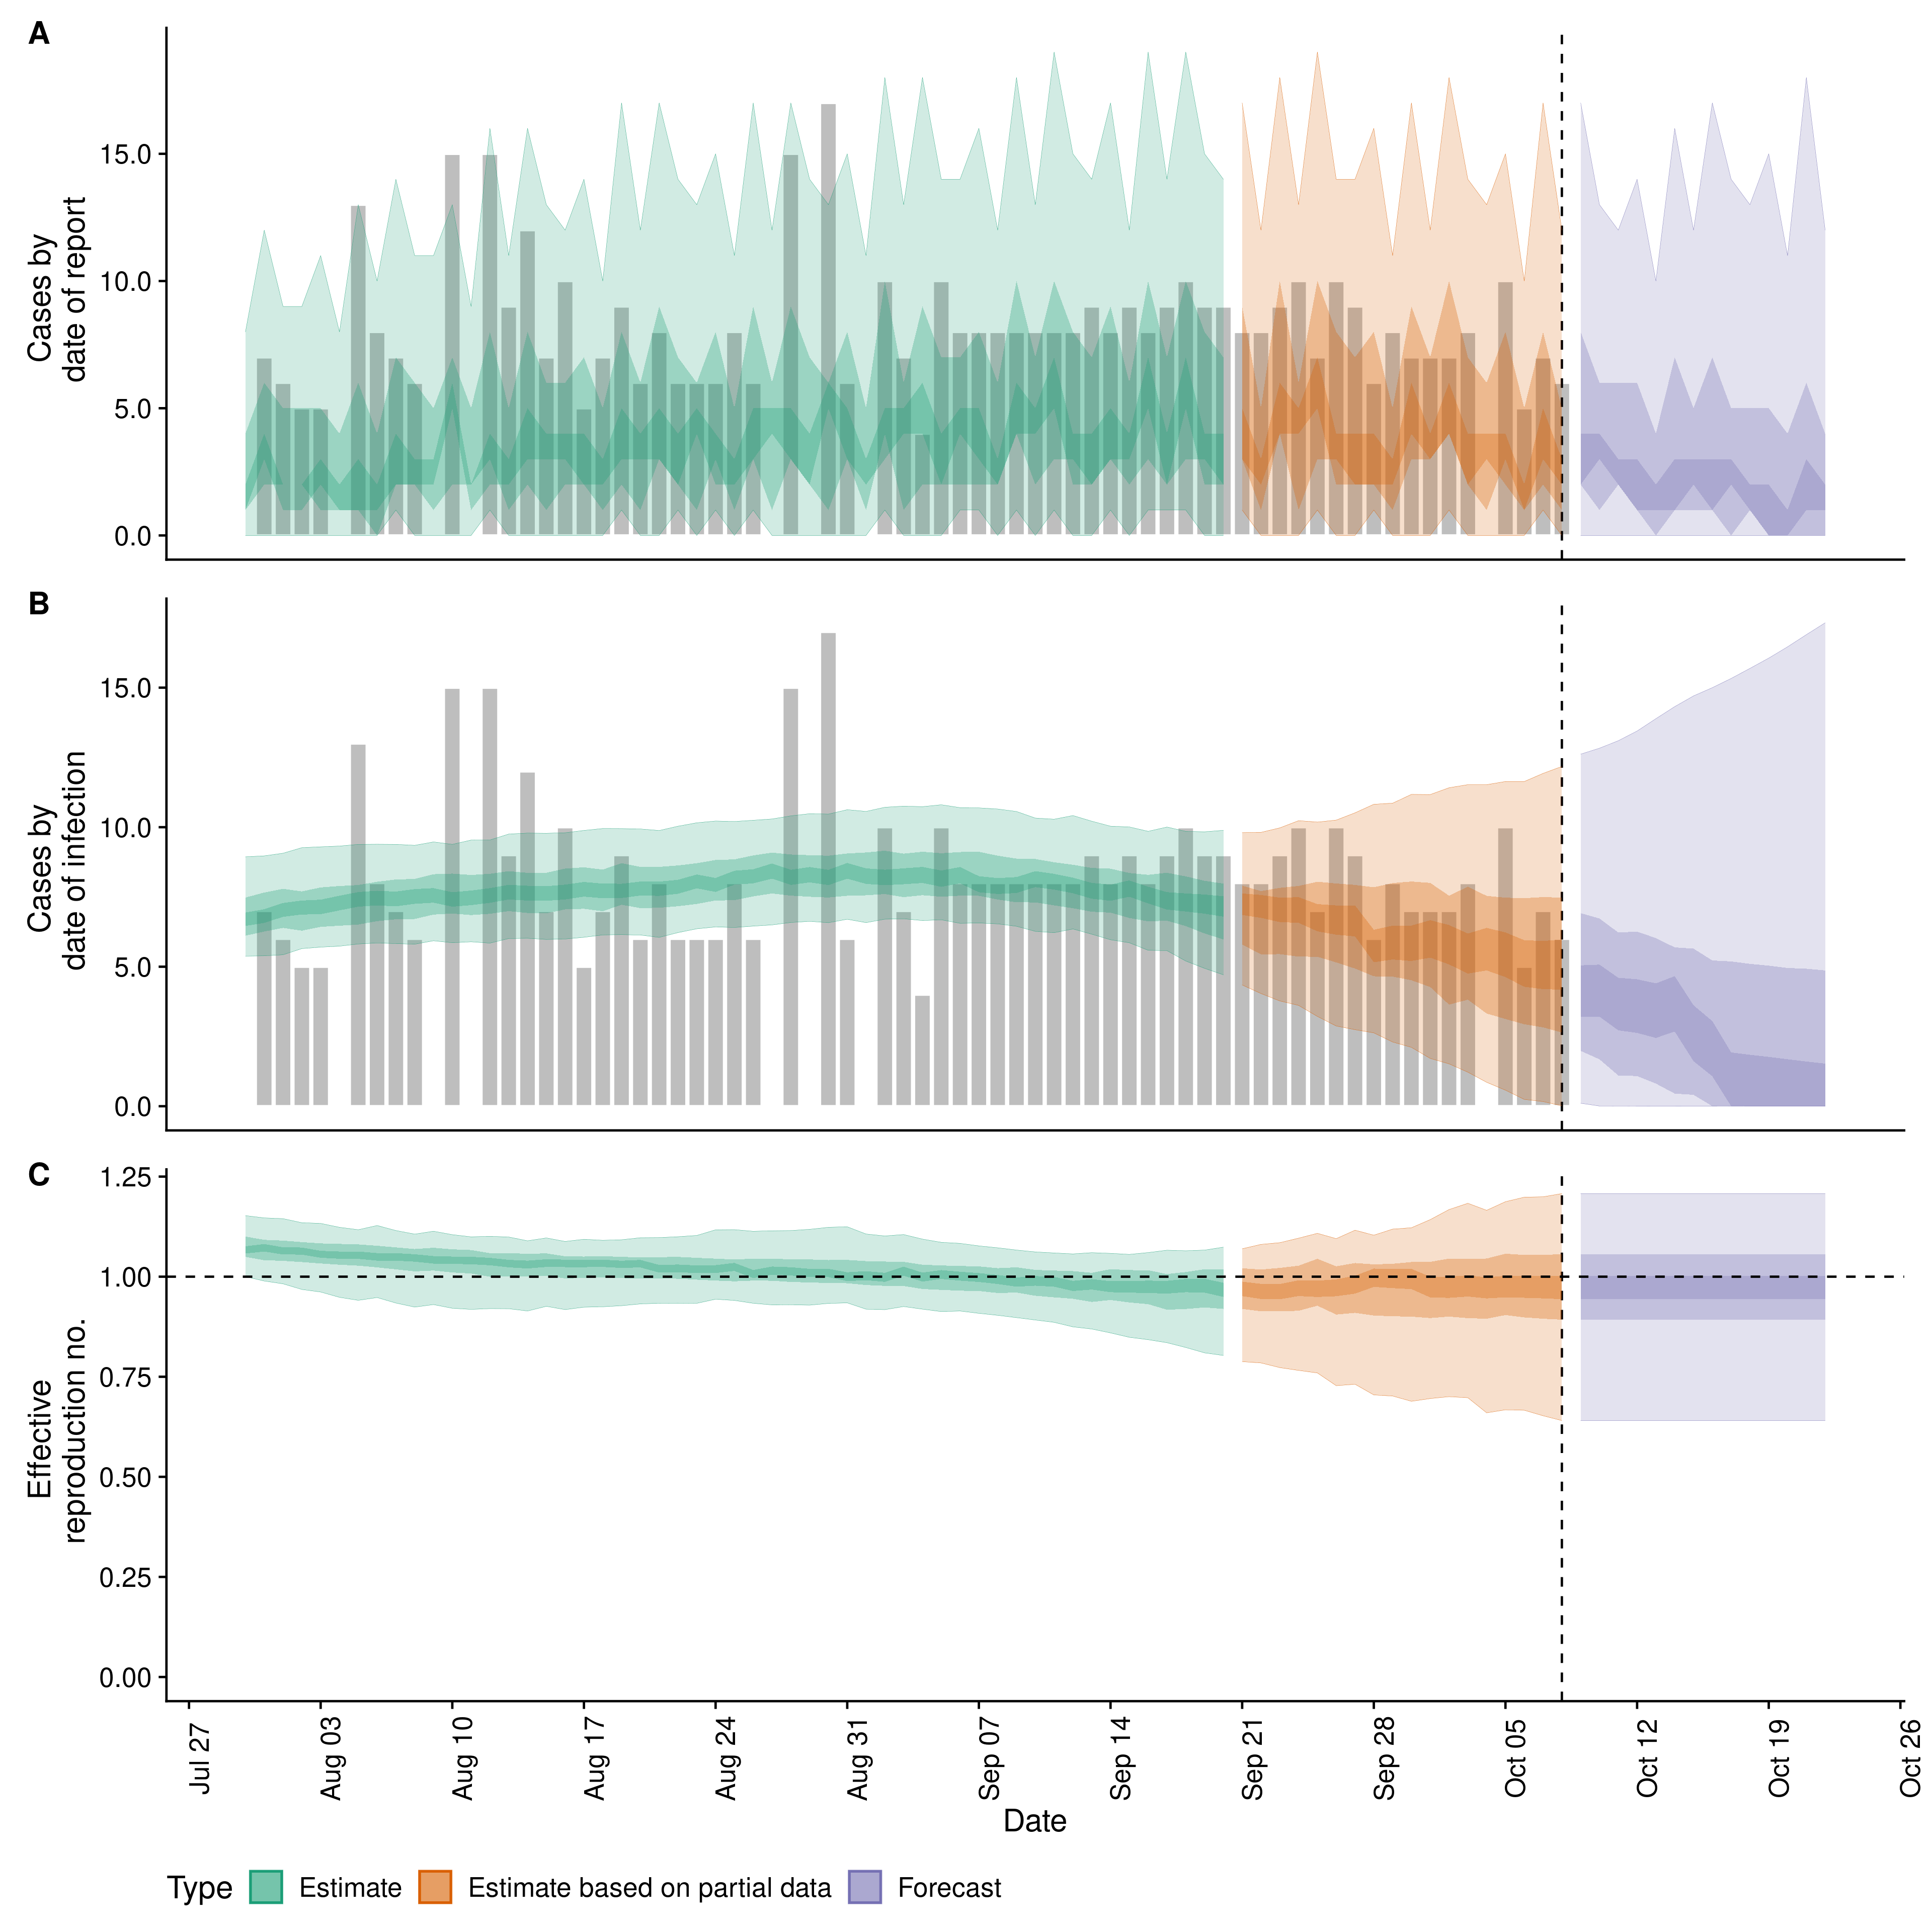 A
Cases by
date of report
15.0
10.0
5.0
0.0
B
Cases by
date of infection
15.0
10.0
5.0
0.0
C
Effective
reproduction no.
1.25
1.00
0.75
0.50
0.25
0.00
Jul 27
Aug 03
Aug 10
Aug 17
Aug 24
Aug 31
Sep 07
Sep 14
Sep 21
Sep 28
Oct 05
Oct 12
Oct 19
Oct 26
Date
Type Estimate Estimate based on partial data Forecast